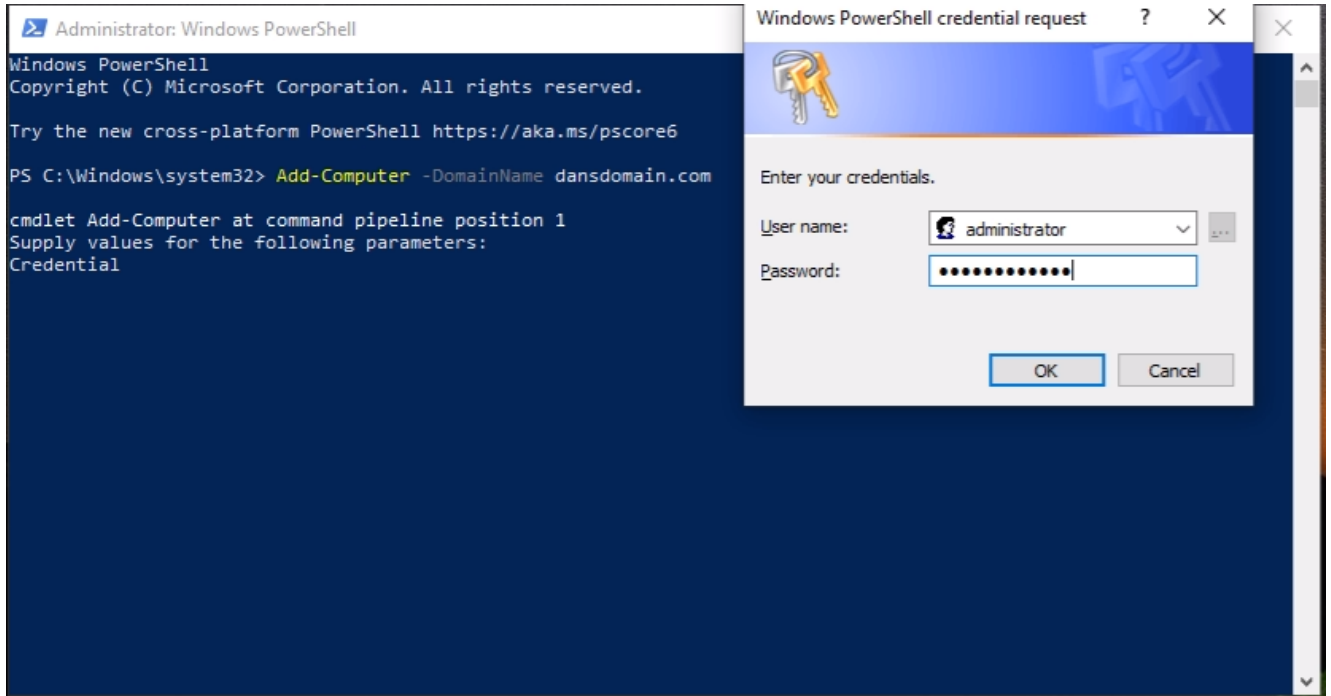 Administrator: Windows PowerShell
Windows PowerShell
Copyright (C) Microsoft Corporation. All rights reserved.
Try the new cross-platform PowerShell https://aka.ms/pscore6
PS C:\Windows\system32> Add-Computer -DomainName dansdomain.com
cmdlet Add-Computer at command pipeline position 1
Supply values for the following parameters:
Credential
Windows PowerShell credential request
Enter your credentials.
User name: administrator
...
Password: ••••••••••••
OK Cancel